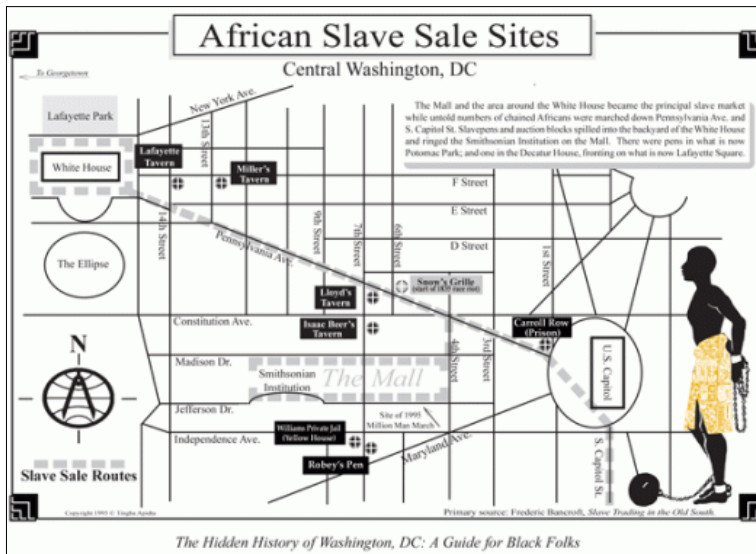 African Slave Sale Sites
Central Washington, DC
To Georgetown
The Mall and the area around the White House became the principal slave market
while untold numbers of chained Africans were marched down Pennsylvania Ave. and
S. Capitol St. Slavepens and auction blocks spilled into the backyard of the White House
and ringed the Smithsonian Institution on the Mall. There were pens in what is now
Potomac Park; and one in the Decatur House, fronting on what is now Lafayette Square.
Lafayette Park
New York Ave.
13th Street
Lafayette
Tavern
White House
Miller's
Tavern
F Street
E Street
14th Street
Pennsylvania Ave.
9th Street
7th Street
6th Street
D Street
1st Street
The Ellipse
Snow's Grille
(start of 1835 race riot)
Lloyd's
Tavern
Constitution Ave.
Isaac Beer's
Tavern
Carroll Row
(Prison)
N
Madison Dr.
4th Street
3rd Street
U.S. Capitol
Smithsonian
Institution
The Mall
Jefferson Dr.
Site of 1995
Million Man March
Independence Ave.
Williams Private Jail
(Yellow House)
Maryland Ave.
Robey's Pen
S. Capitol St.
Slave Sale Routes
Primary source: Frederic Bancroft, Slave Trading in the Old South.
The Hidden History of Washington, DC: A Guide for Black Folks